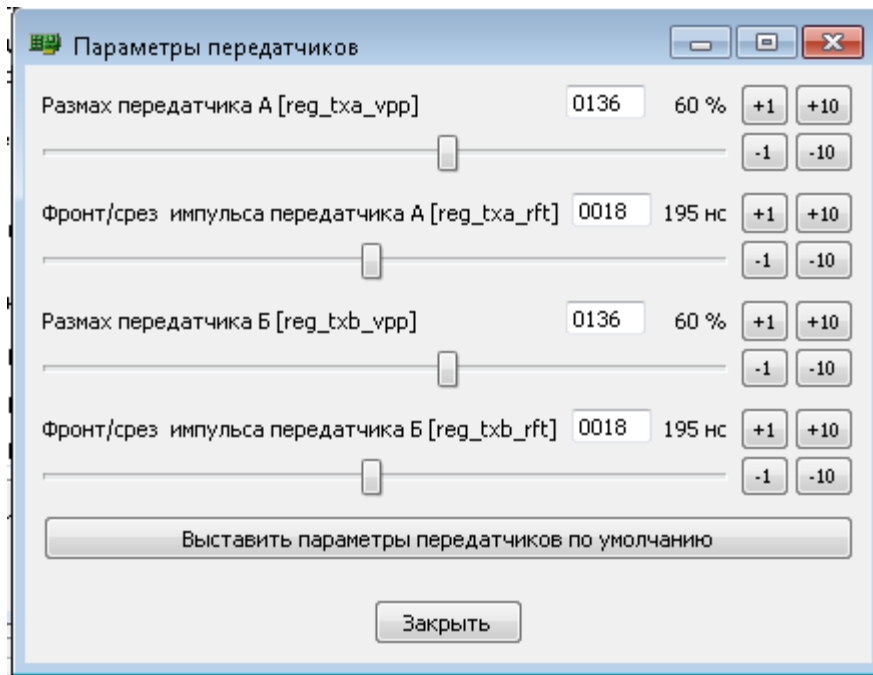 Параметры передатчиков
Размах передатчика А [reg_txa_vpp] 0136 60 % +1 +10
-1 -10
Фронт/срез импульса передатчика А [reg_txa_rft] 0018 195 нс +1 +10
-1 -10
Размах передатчика Б [reg_txb_vpp] 0136 60 % +1 +10
-1 -10
Фронт/срез импульса передатчика Б [reg_txb_rft] 0018 195 нс +1 +10
-1 -10
Выставить параметры передатчиков по умолчанию
Закрыть